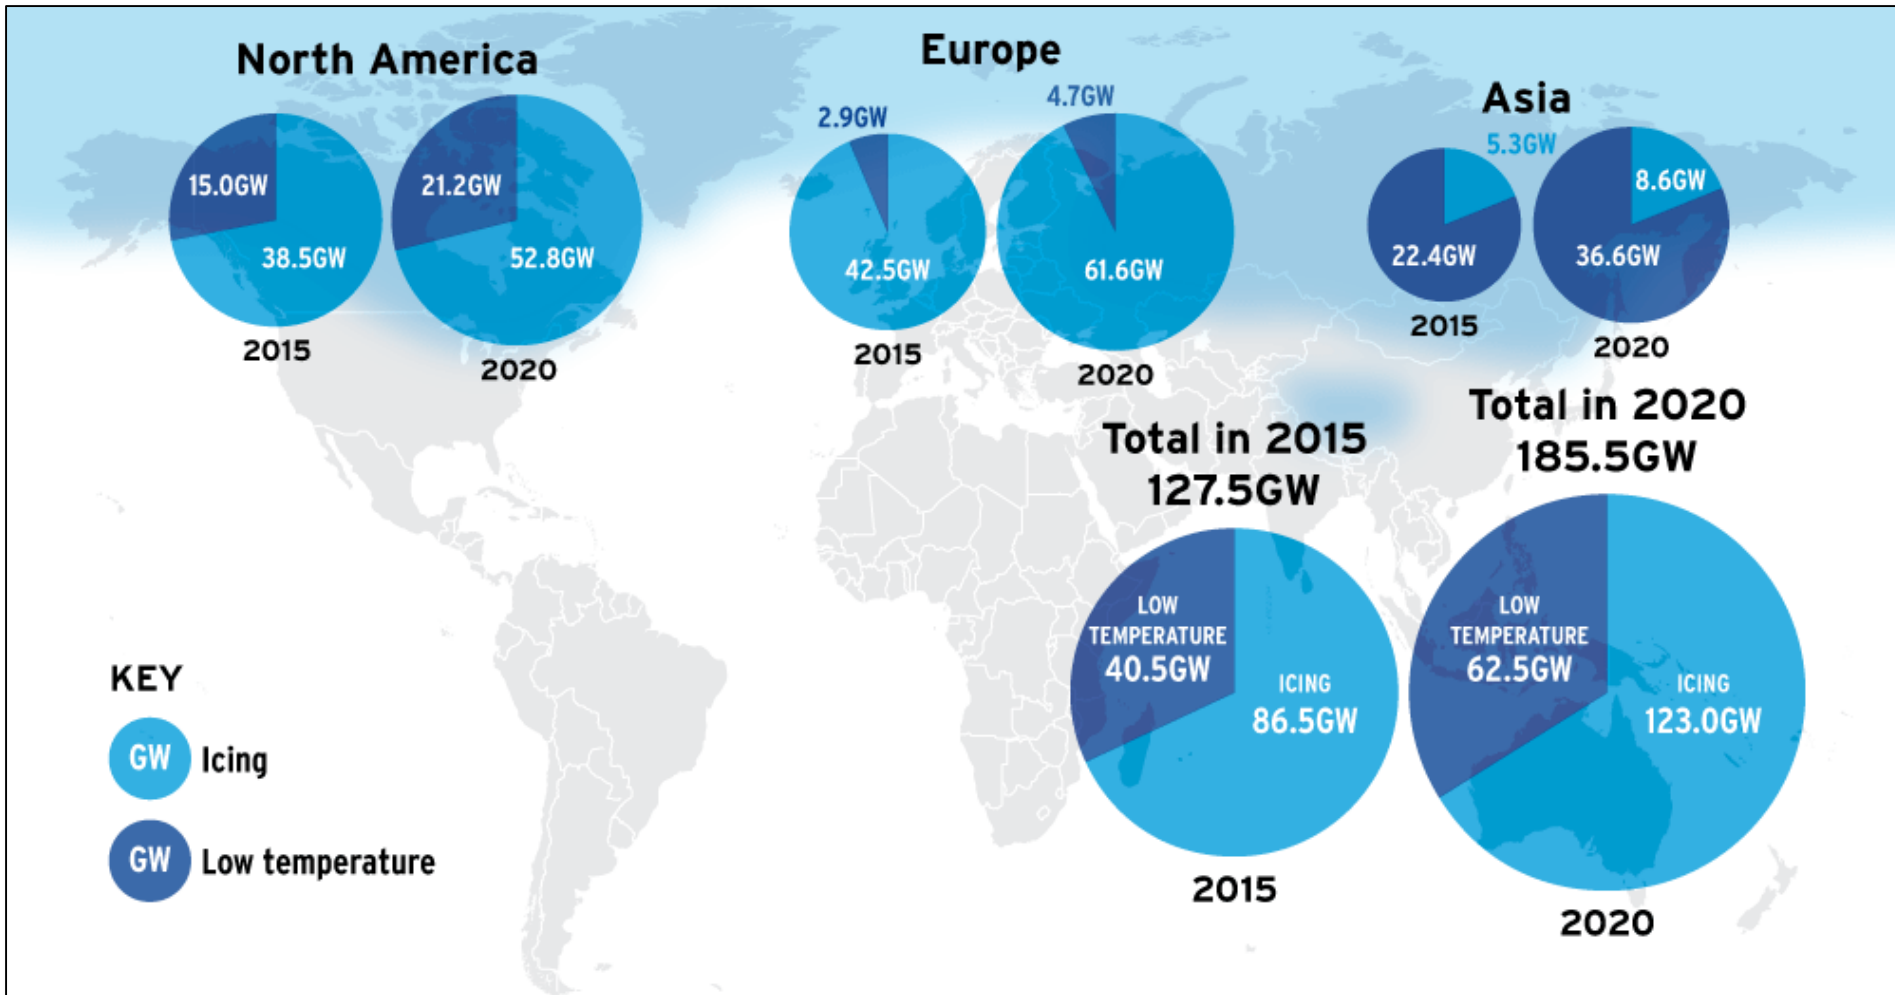 North America
15.0GW
38.5GW
2015
21.2GW
52.8GW
2020
Europe
2.9GW
42.5GW
2015
4.7GW
61.6GW
2020
Asia
5.3GW
22.4GW
2015
8.6GW
36.6GW
2020
Total in 2015
127.5GW
LOW
TEMPERATURE
40.5GW
ICING
86.5GW
2015
Total in 2020
185.5GW
LOW
TEMPERATURE
62.5GW
ICING
123.0GW
2020
KEY
GW Icing
GW Low temperature